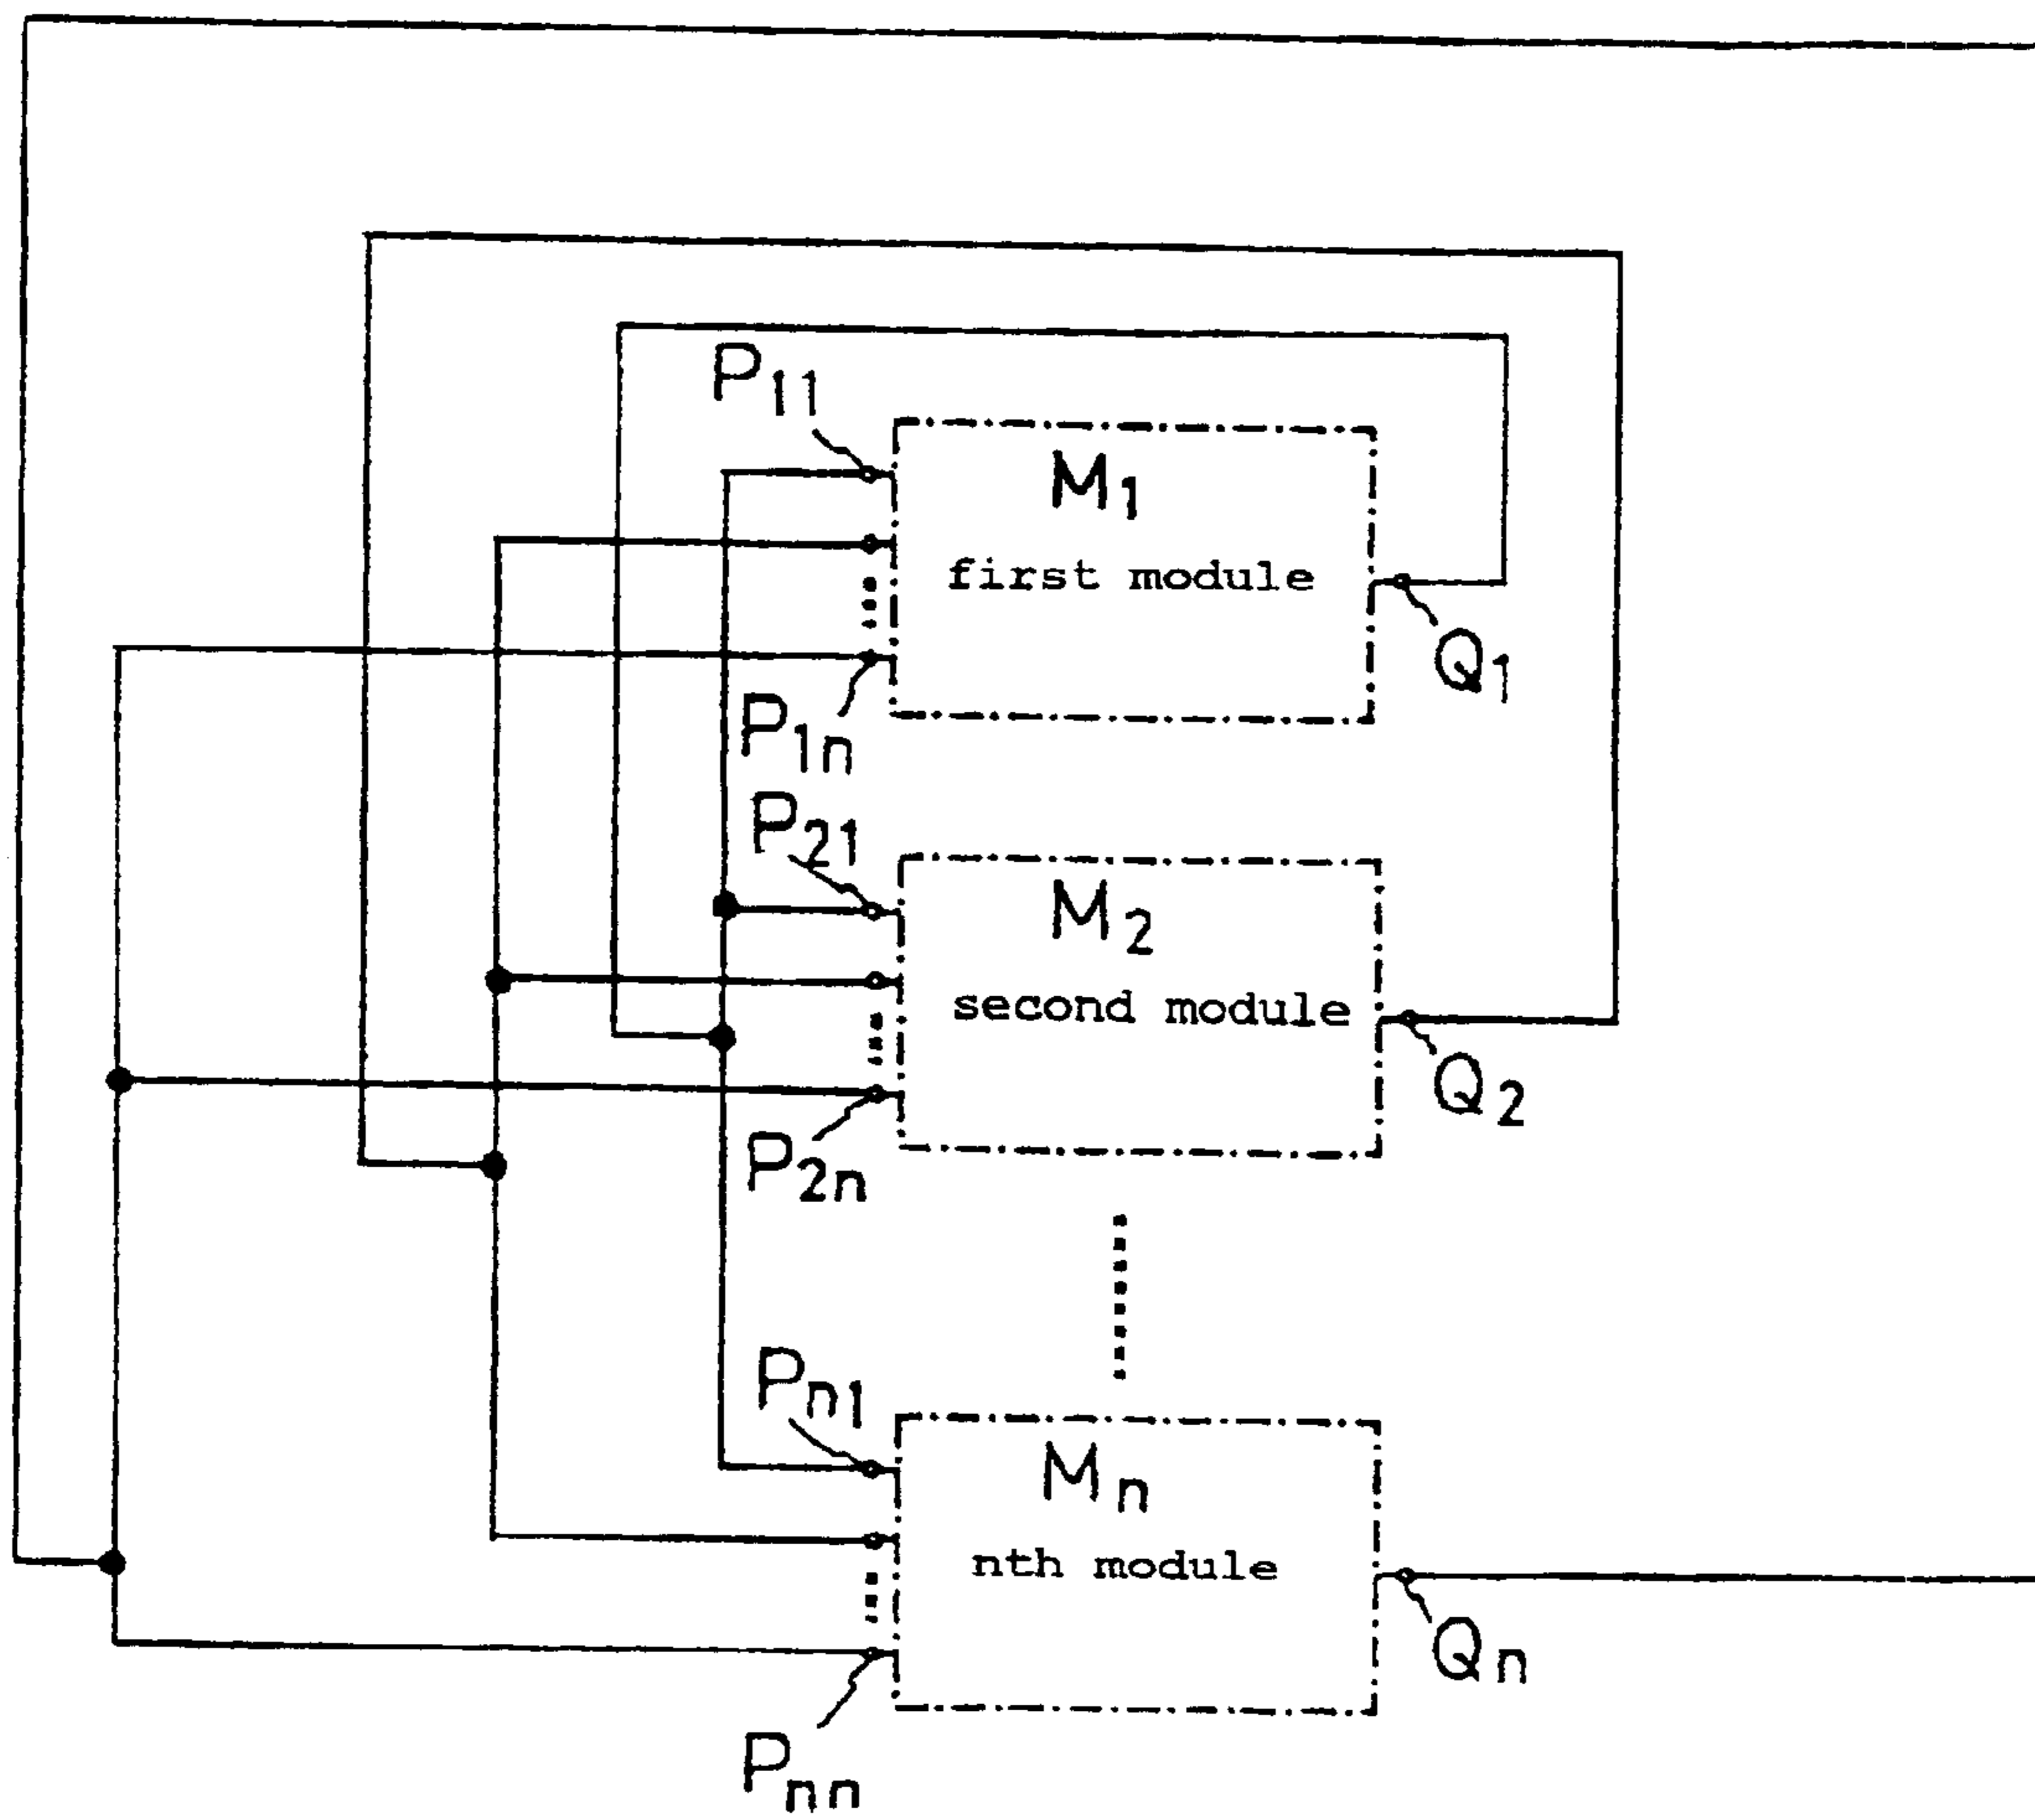 P11
M1
first module
Q1
P1n
P21
M2
second module
Q2
P2n
Pn1
Mn
nth module
Qn
Pnn